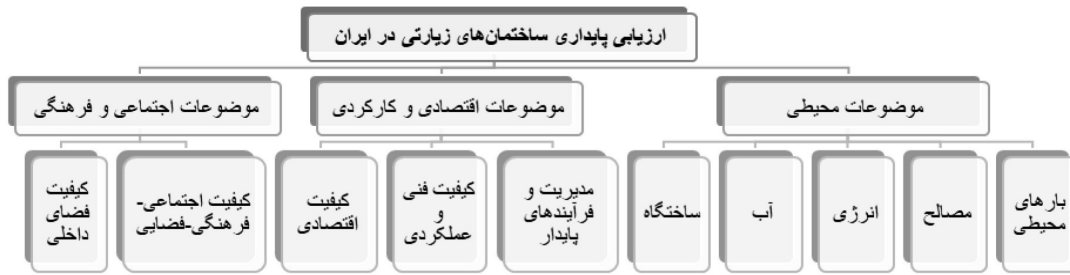 ارزیابی پایداری ساختمان‌های زیارتی در ایران
موضوعات محیطی
موضوعات اقتصادی و کارکردی
موضوعات اجتماعی و فرهنگی
بارهای
محیطی
مصالح
انرژی
آب
ساختگاه
مدیریت و
فرآیندهای
پایدار
کیفیت فنی
و
عملکردی
کیفیت
اقتصادی
کیفیت اجتماعی-
فرهنگی-فضایی
کیفیت
فضای
داخلی